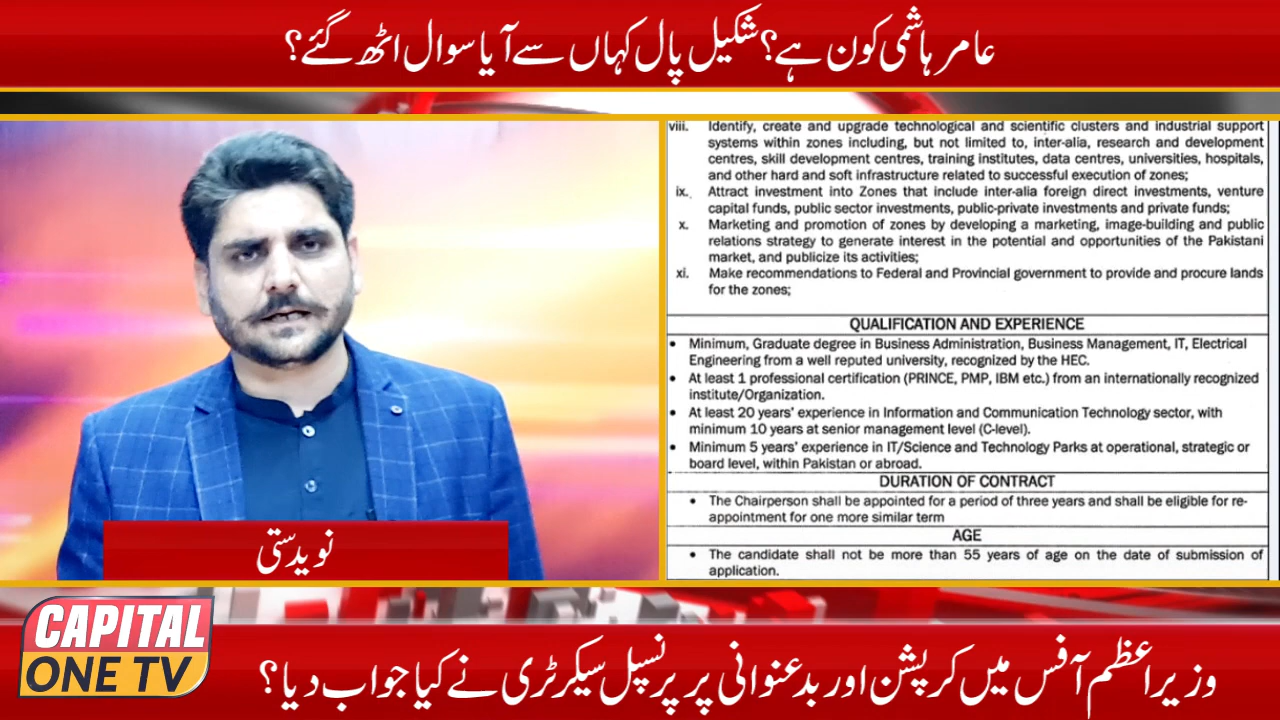 عامر ہاشمی کون ہے؟ شکیل پال کہاں سے آیا سوال اٹھ گئے؟
viii. Identify, create and upgrade technological and scientific clusters and industrial support
systems within zones including, but not limited to, inter-alia, research and development
centres, skill development centres, training institutes, data centres, universities, hospitals,
and other hard and soft infrastructure related to successful execution of zones;
ix. Attract investment into Zones that include inter-alia foreign direct investments, venture
capital funds, public sector investments, public-private investments and private funds;
x. Marketing and promotion of zones by developing a marketing, image-building and public
relations strategy to generate interest in the potential and opportunities of the Pakistani
market, and publicize its activities;
xi. Make recommendations to Federal and Provincial government to provide and procure lands
for the zones;
QUALIFICATION AND EXPERIENCE
• Minimum, Graduate degree in Business Administration, Business Management, IT, Electrical
Engineering from a well reputed university, recognized by the HEC.
• At least 1 professional certification (PRINCE, PMP, IBM etc.) from an internationally recognized
institute/Organization.
• At least 20 years' experience in Information and Communication Technology sector, with
minimum 10 years at senior management level (C-level).
• Minimum 5 years' experience in IT/Science and Technology Parks at operational, strategic or
board level, within Pakistan or abroad.
DURATION OF CONTRACT
• The Chairperson shall be appointed for a period of three years and shall be eligible for re-
appointment for one more similar term
AGE
• The candidate shall not be more than 55 years of age on the date of submission of
application.
نوید ستی
CAPITAL
ONE TV
وزیراعظم آفس میں کرپشن اور بدعنوانی پر پرنسپل سیکرٹری نے کیا جواب دیا؟